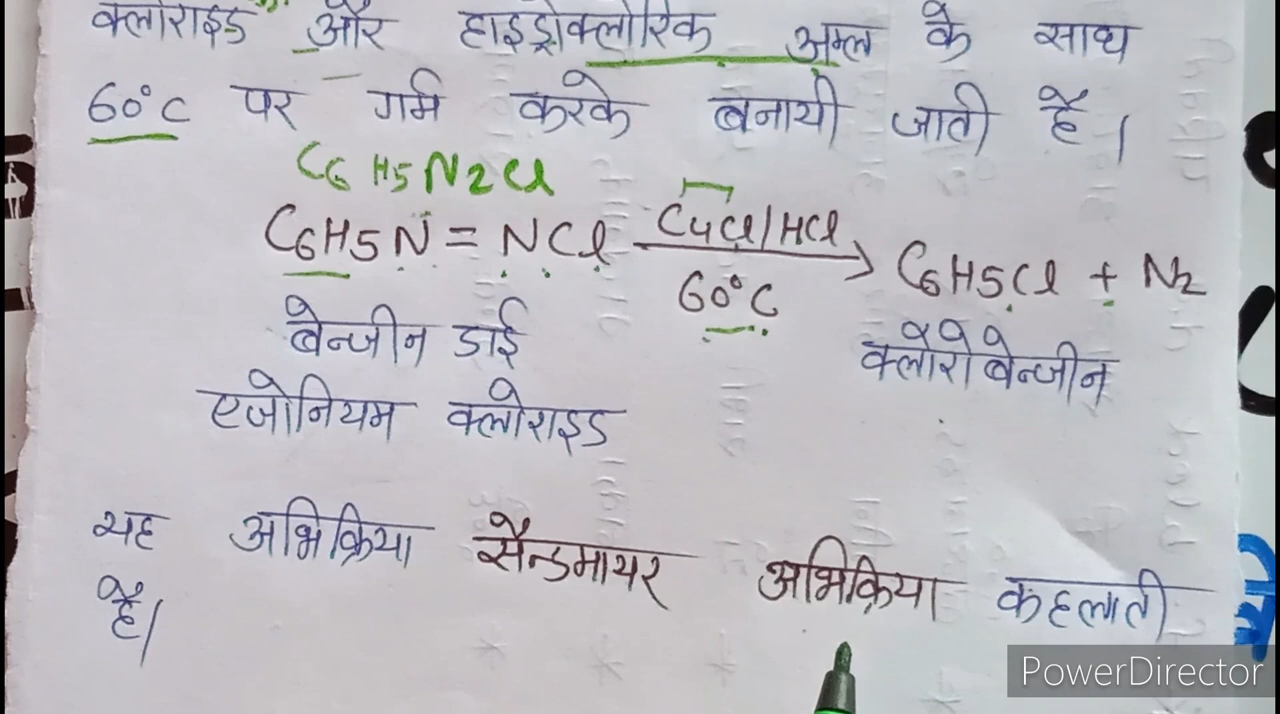 क्लोराइड और हाइड्रोक्लोरिक अम्ल के साथ
60°C पर गर्म करके बनायी जाती है।
C6H5N2Cl
C6H5N = NCl CuCl/HCl 60°C → C6H5Cl + N2
बेन्जीन डाई
एजोनियम क्लोराइड
क्लोरो बेन्जीन
यह अभिक्रिया सैन्डमायर अभिक्रिया कहलाती
है।
PowerDirector